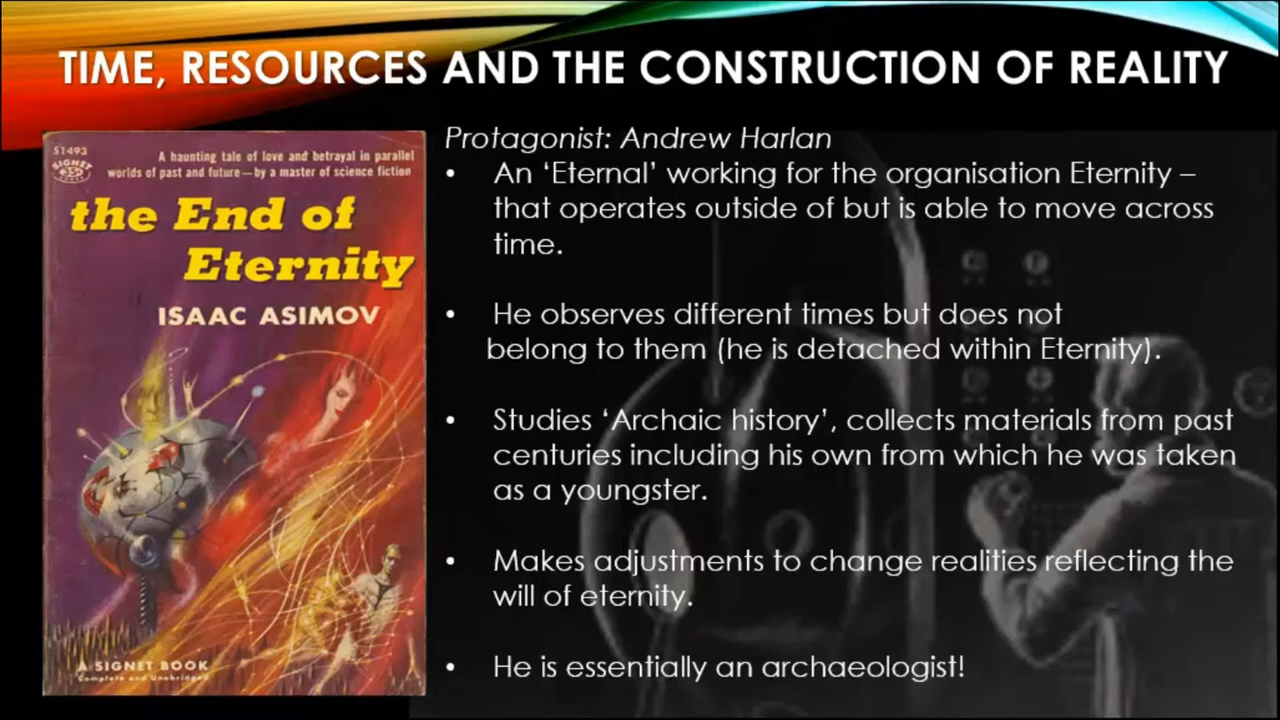 TIME, RESOURCES AND THE CONSTRUCTION OF REALITY
S1493
SIGNET
35¢
BOOKS
A haunting tale of love and betrayal in parallel
worlds of past and future—by a master of science fiction
the End of
Eternity
ISAAC ASIMOV
A SIGNET BOOK
Complete and Unabridged
Protagonist: Andrew Harlan
• An ‘Eternal’ working for the organisation Eternity –
that operates outside of but is able to move across
time.
• He observes different times but does not
belong to them (he is detached within Eternity).
• Studies ‘Archaic history’, collects materials from past
centuries including his own from which he was taken
as a youngster.
• Makes adjustments to change realities reflecting the
will of eternity.
• He is essentially an archaeologist!